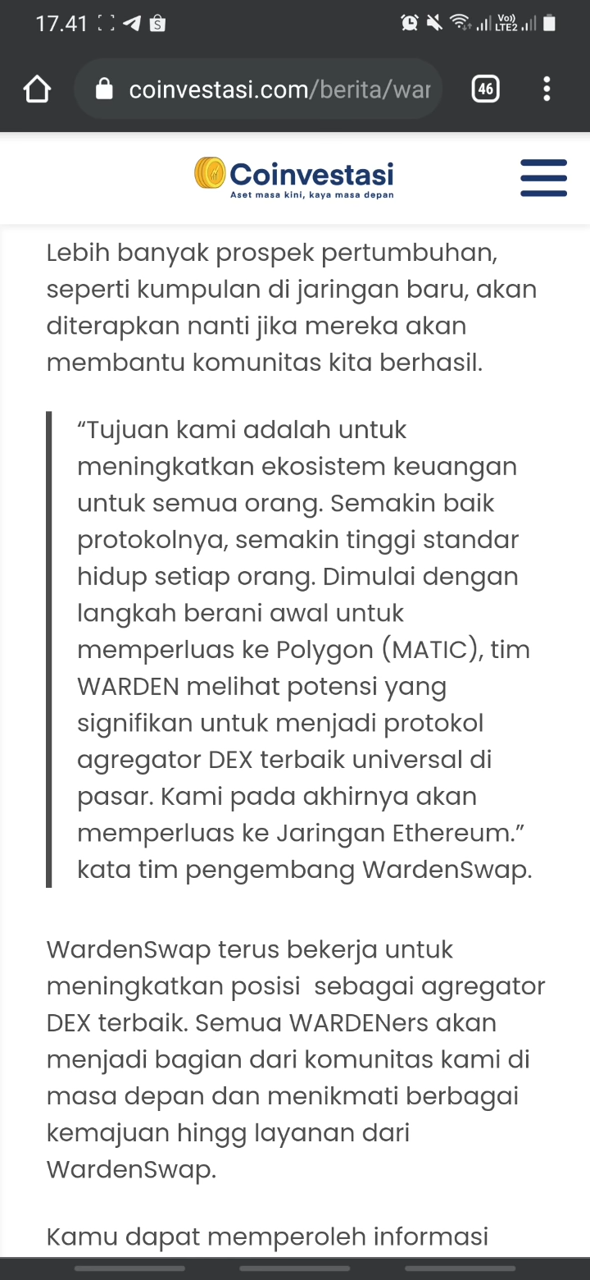 17.41
Vo))
LTE2
coinvestasi.com/berita/war
46
Coinvestasi
Aset masa kini, kaya masa depan
Lebih banyak prospek pertumbuhan,
seperti kumpulan di jaringan baru, akan
diterapkan nanti jika mereka akan
membantu komunitas kita berhasil.
“Tujuan kami adalah untuk
meningkatkan ekosistem keuangan
untuk semua orang. Semakin baik
protokolnya, semakin tinggi standar
hidup setiap orang. Dimulai dengan
langkah berani awal untuk
memperluas ke Polygon (MATIC), tim
WARDEN melihat potensi yang
signifikan untuk menjadi protokol
agregator DEX terbaik universal di
pasar. Kami pada akhirnya akan
memperluas ke Jaringan Ethereum.”
kata tim pengembang WardenSwap.
WardenSwap terus bekerja untuk
meningkatkan posisi  sebagai agregator
DEX terbaik. Semua WARDENers akan
menjadi bagian dari komunitas kami di
masa depan dan menikmati berbagai
kemajuan hingg layanan dari
WardenSwap.
Kamu dapat memperoleh informasi